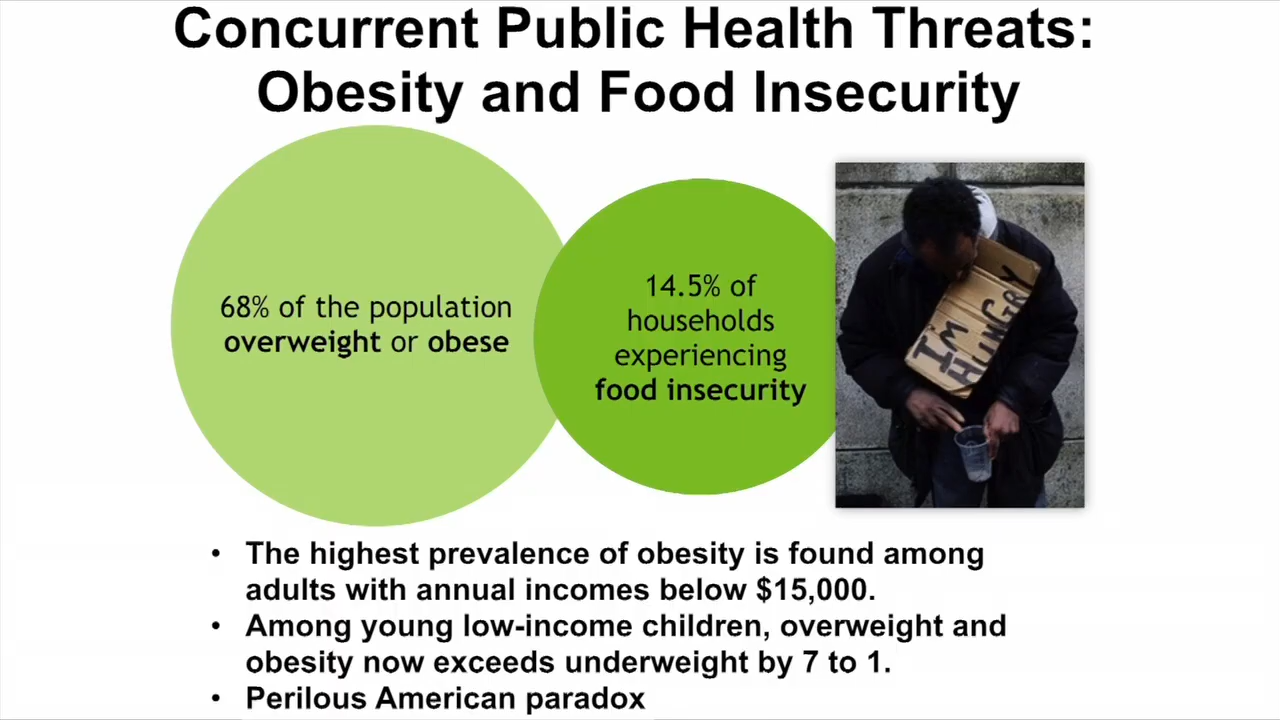 Concurrent Public Health Threats:
Obesity and Food Insecurity
68% of the population
overweight or obese
14.5% of
households
experiencing
food insecurity
I'M
HUNGRY
• The highest prevalence of obesity is found among
adults with annual incomes below $15,000.
• Among young low-income children, overweight and
obesity now exceeds underweight by 7 to 1.
• Perilous American paradox